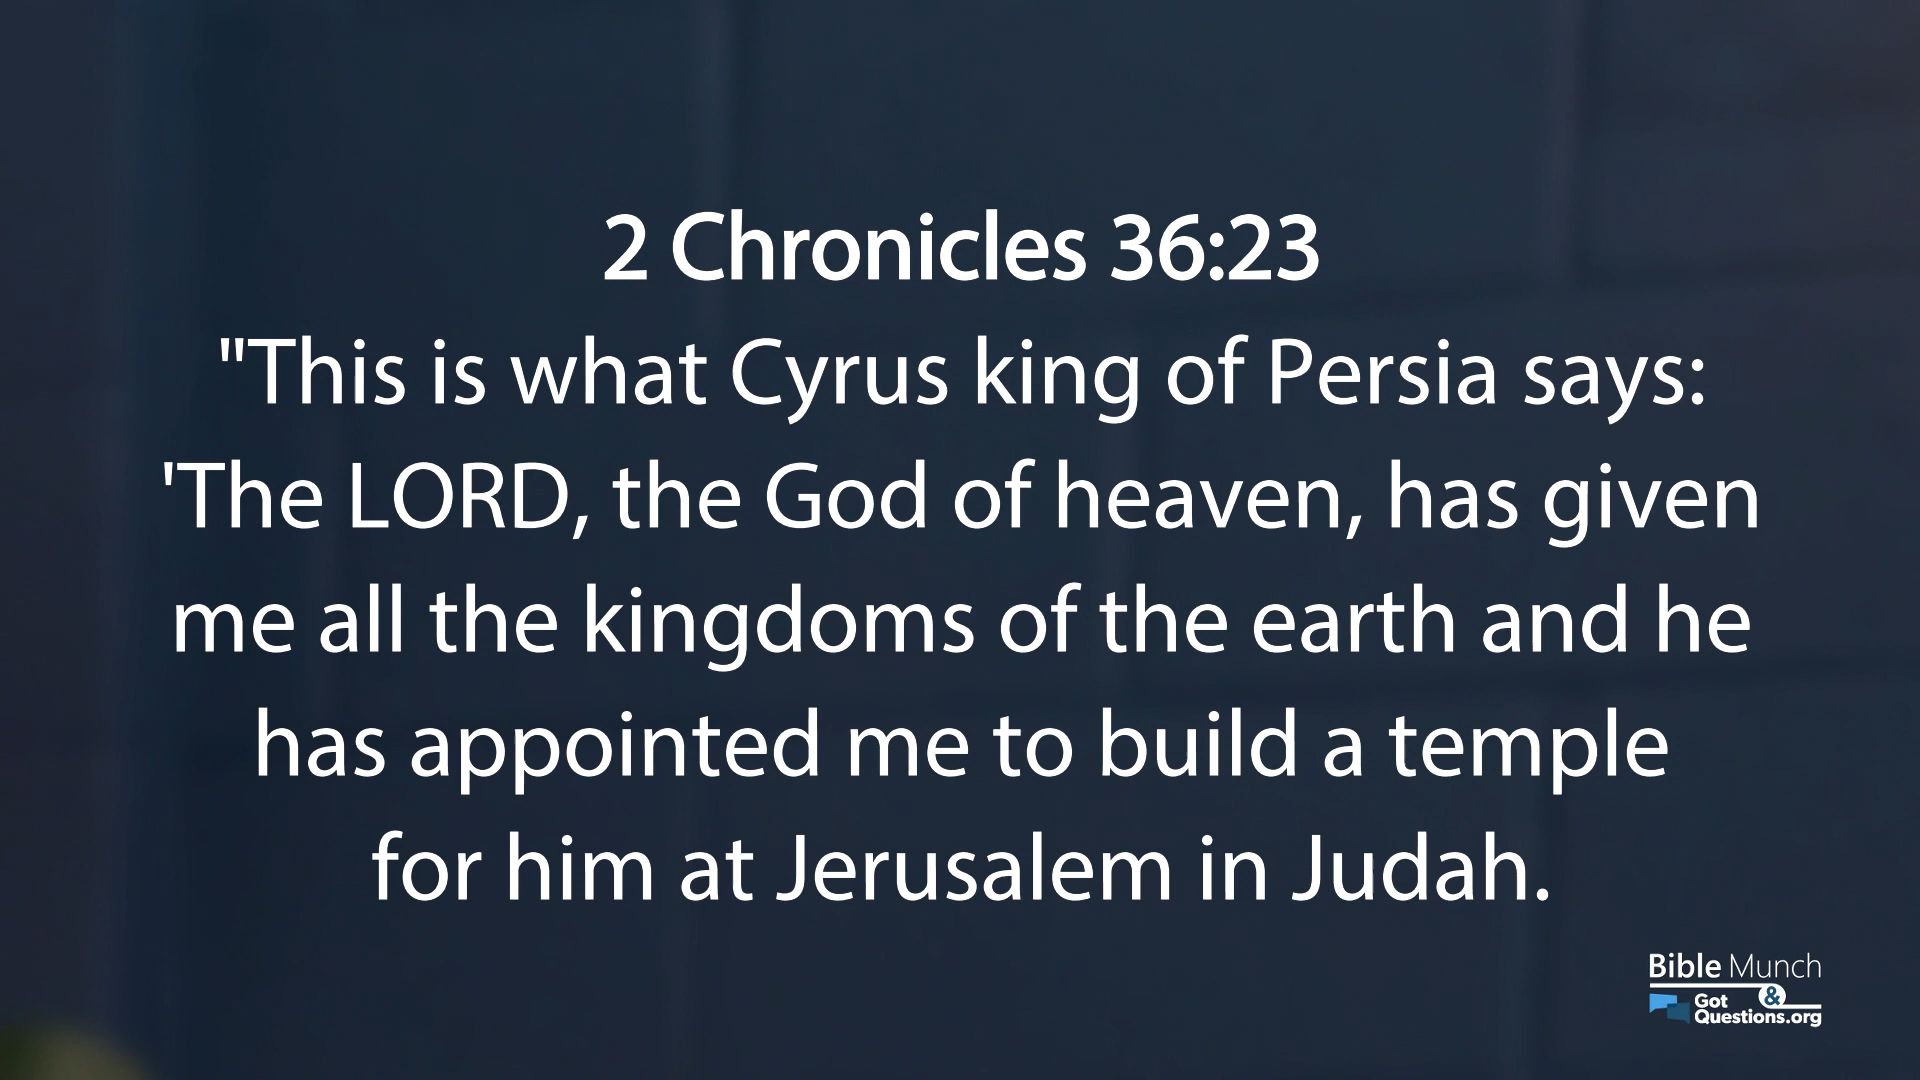 2 Chronicles 36:23
"This is what Cyrus king of Persia says:
'The LORD, the God of heaven, has given
me all the kingdoms of the earth and he
has appointed me to build a temple
for him at Jerusalem in Judah.
Bible Munch
&
Got
Questions.org